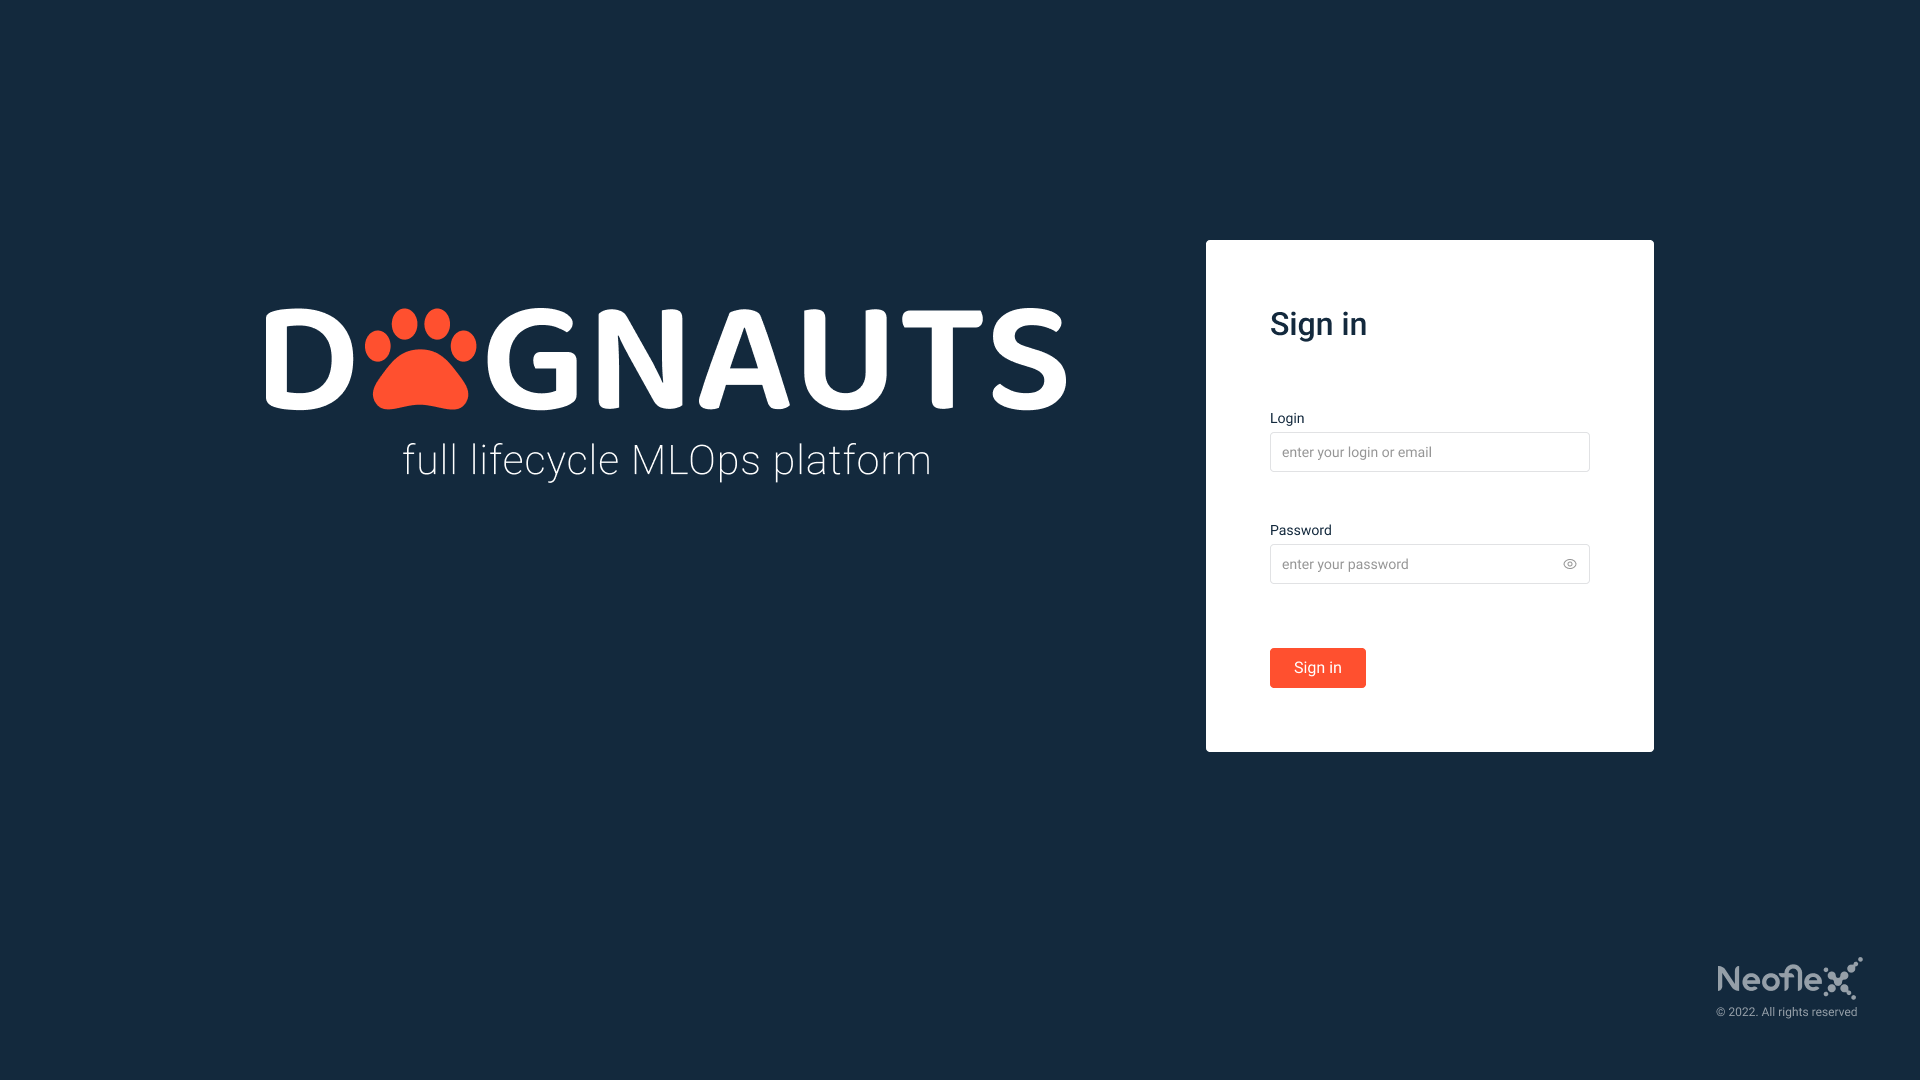 DOGNAUTS
full lifecycle MLOps platform
Sign in
Login
enter your login or email
Password
enter your password
Sign in
Neoflex
© 2022. All rights reserved